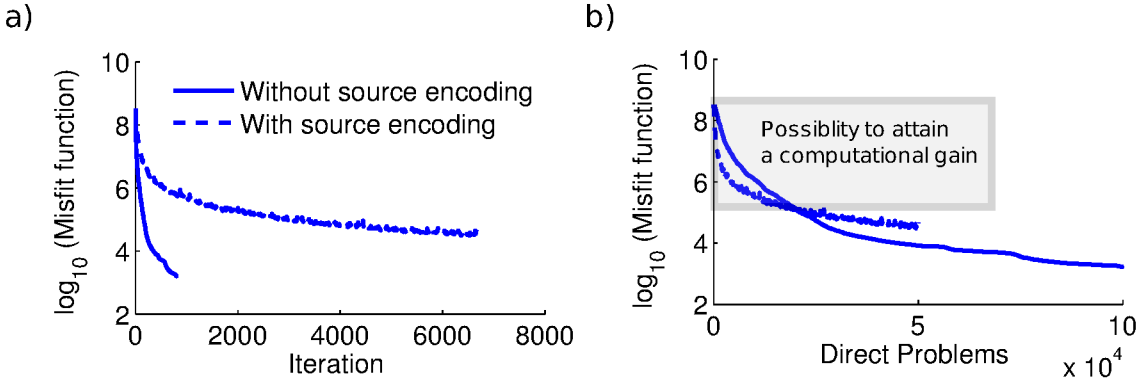 a)
10
8
6
4
2
0
2000
4000
6000
8000
log10 (Misfit function)
Iteration
Without source encoding
With source encoding
b)
10
8
6
4
2
0
5
10
x 10^4
log10 (Misfit function)
Direct Problems
Possiblity to attain
a computational gain